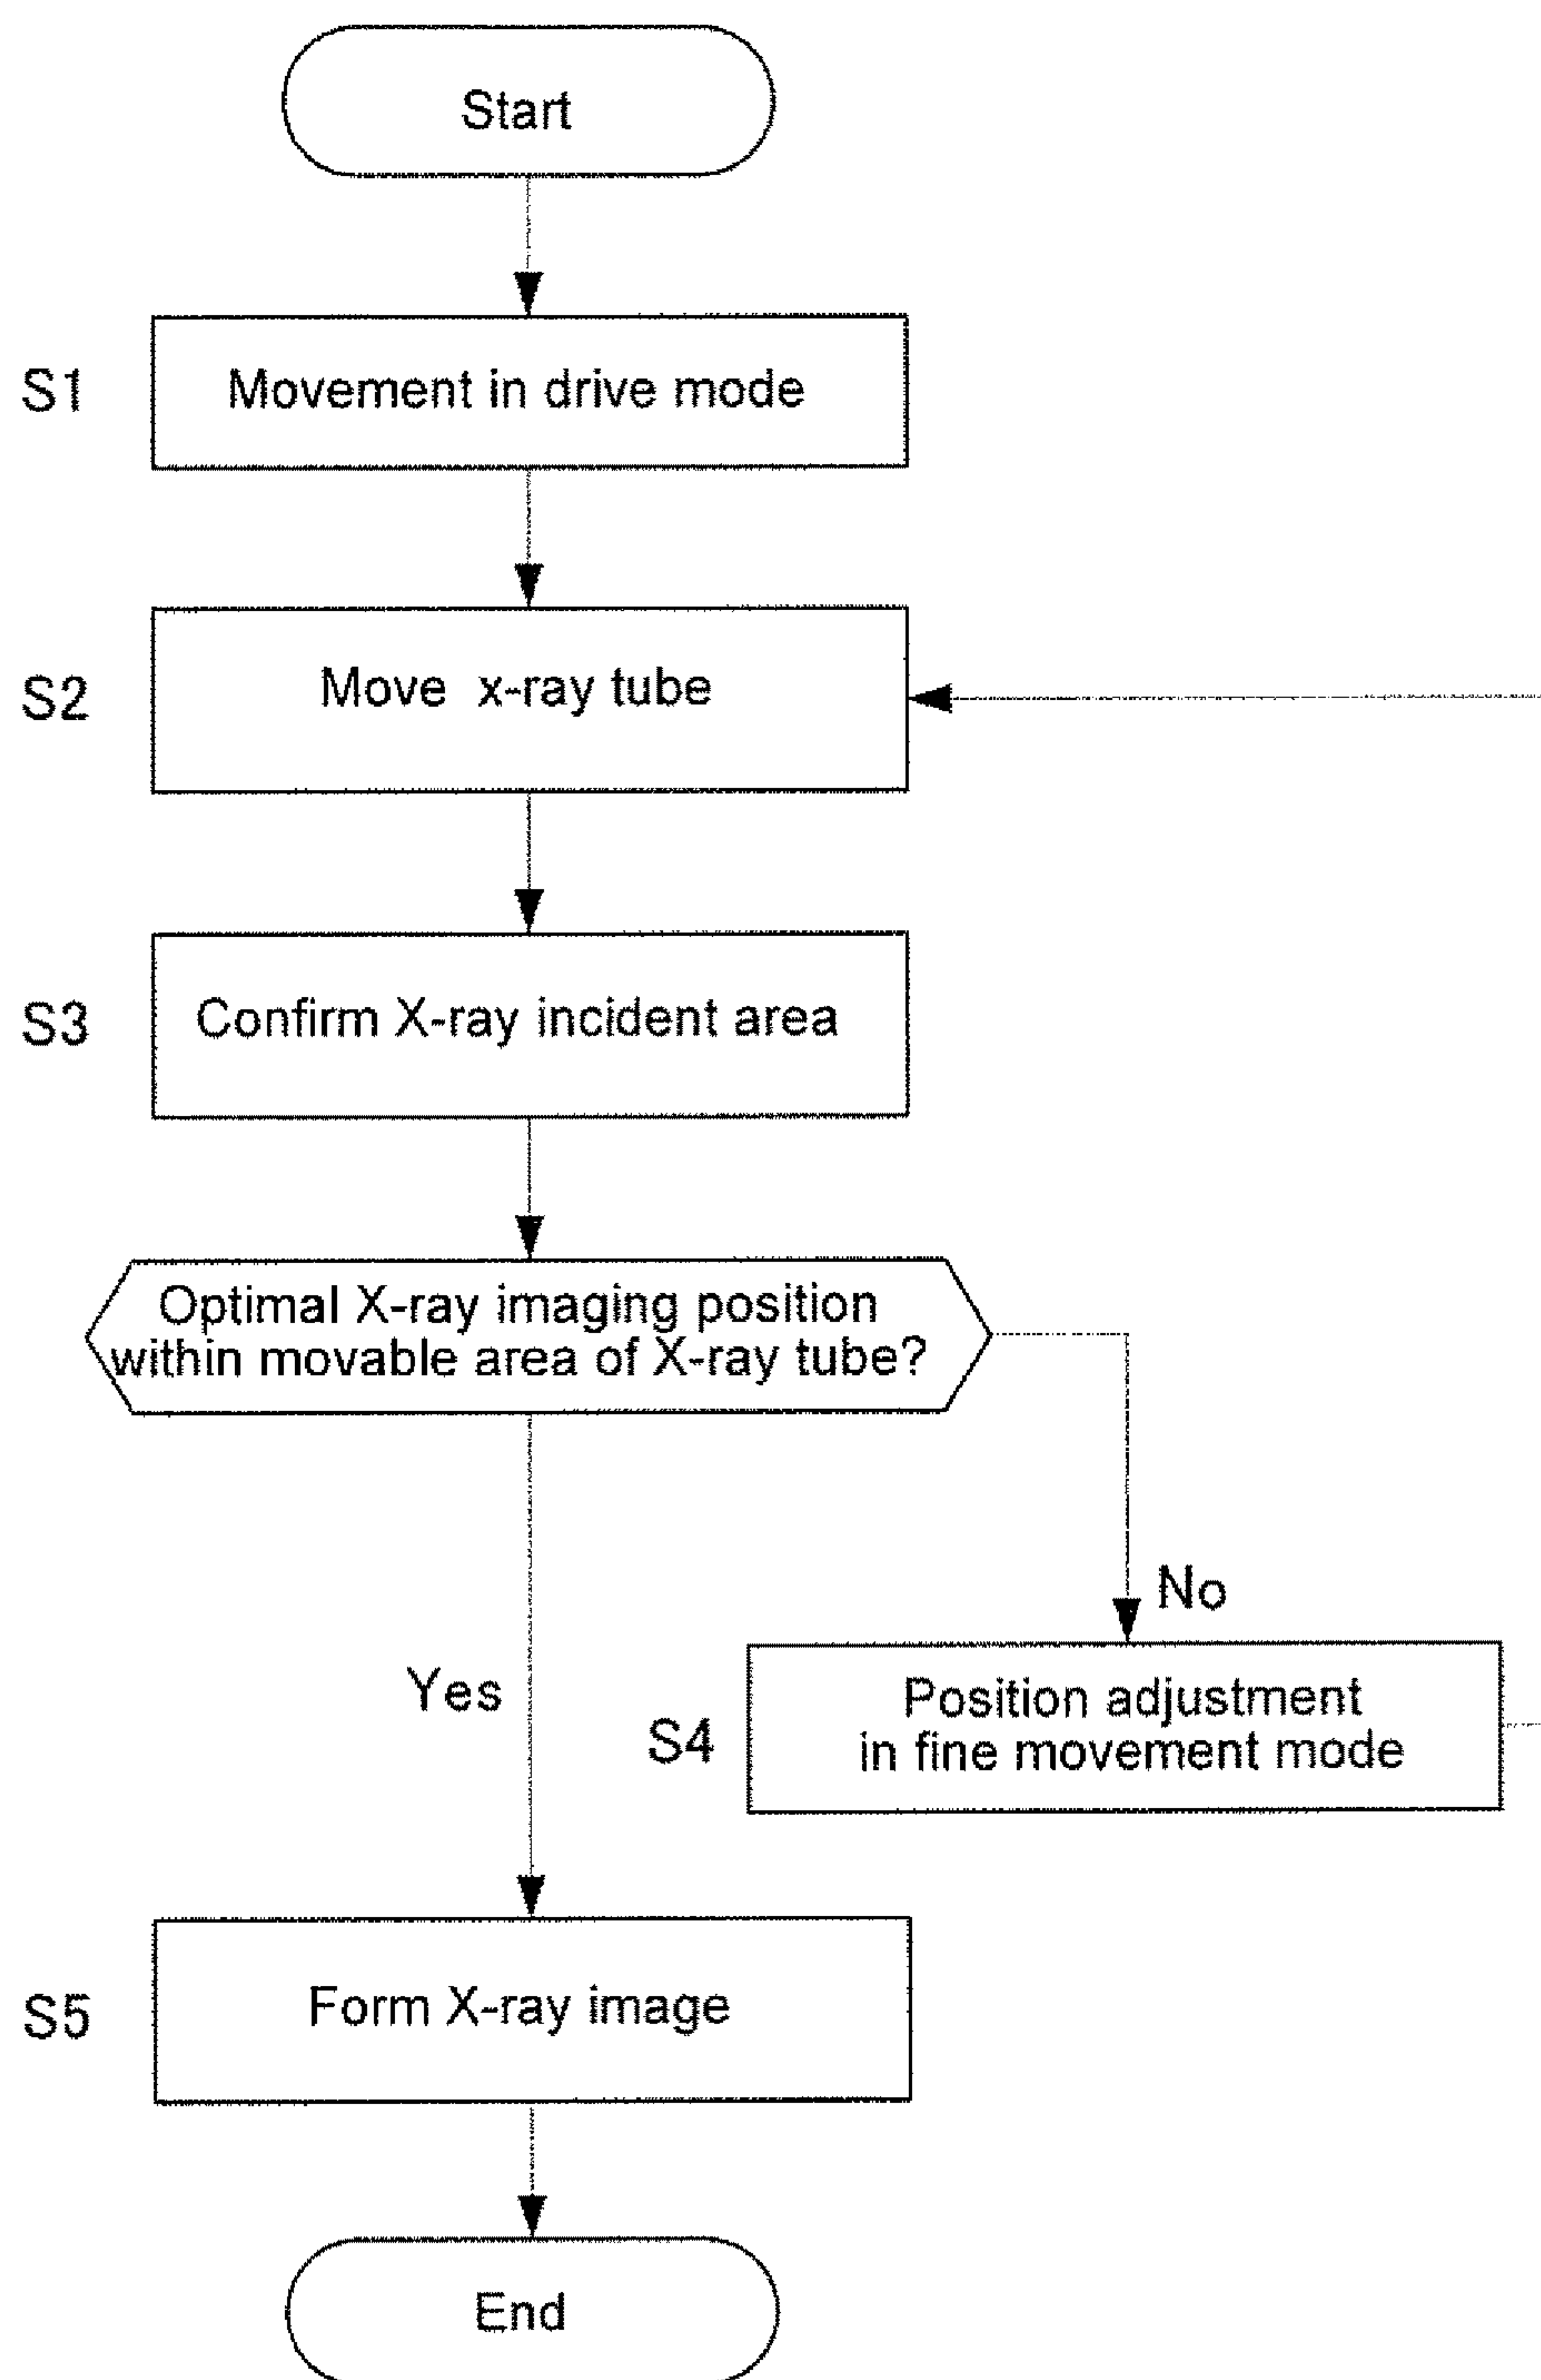 Start
S1
Movement in drive mode
S2
Move x-ray tube
S3
Confirm X-ray incident area
Optimal X-ray imaging position
within movable area of X-ray tube?
No
Yes
S4
Position adjustment
in fine movement mode
S5
Form X-ray image
End